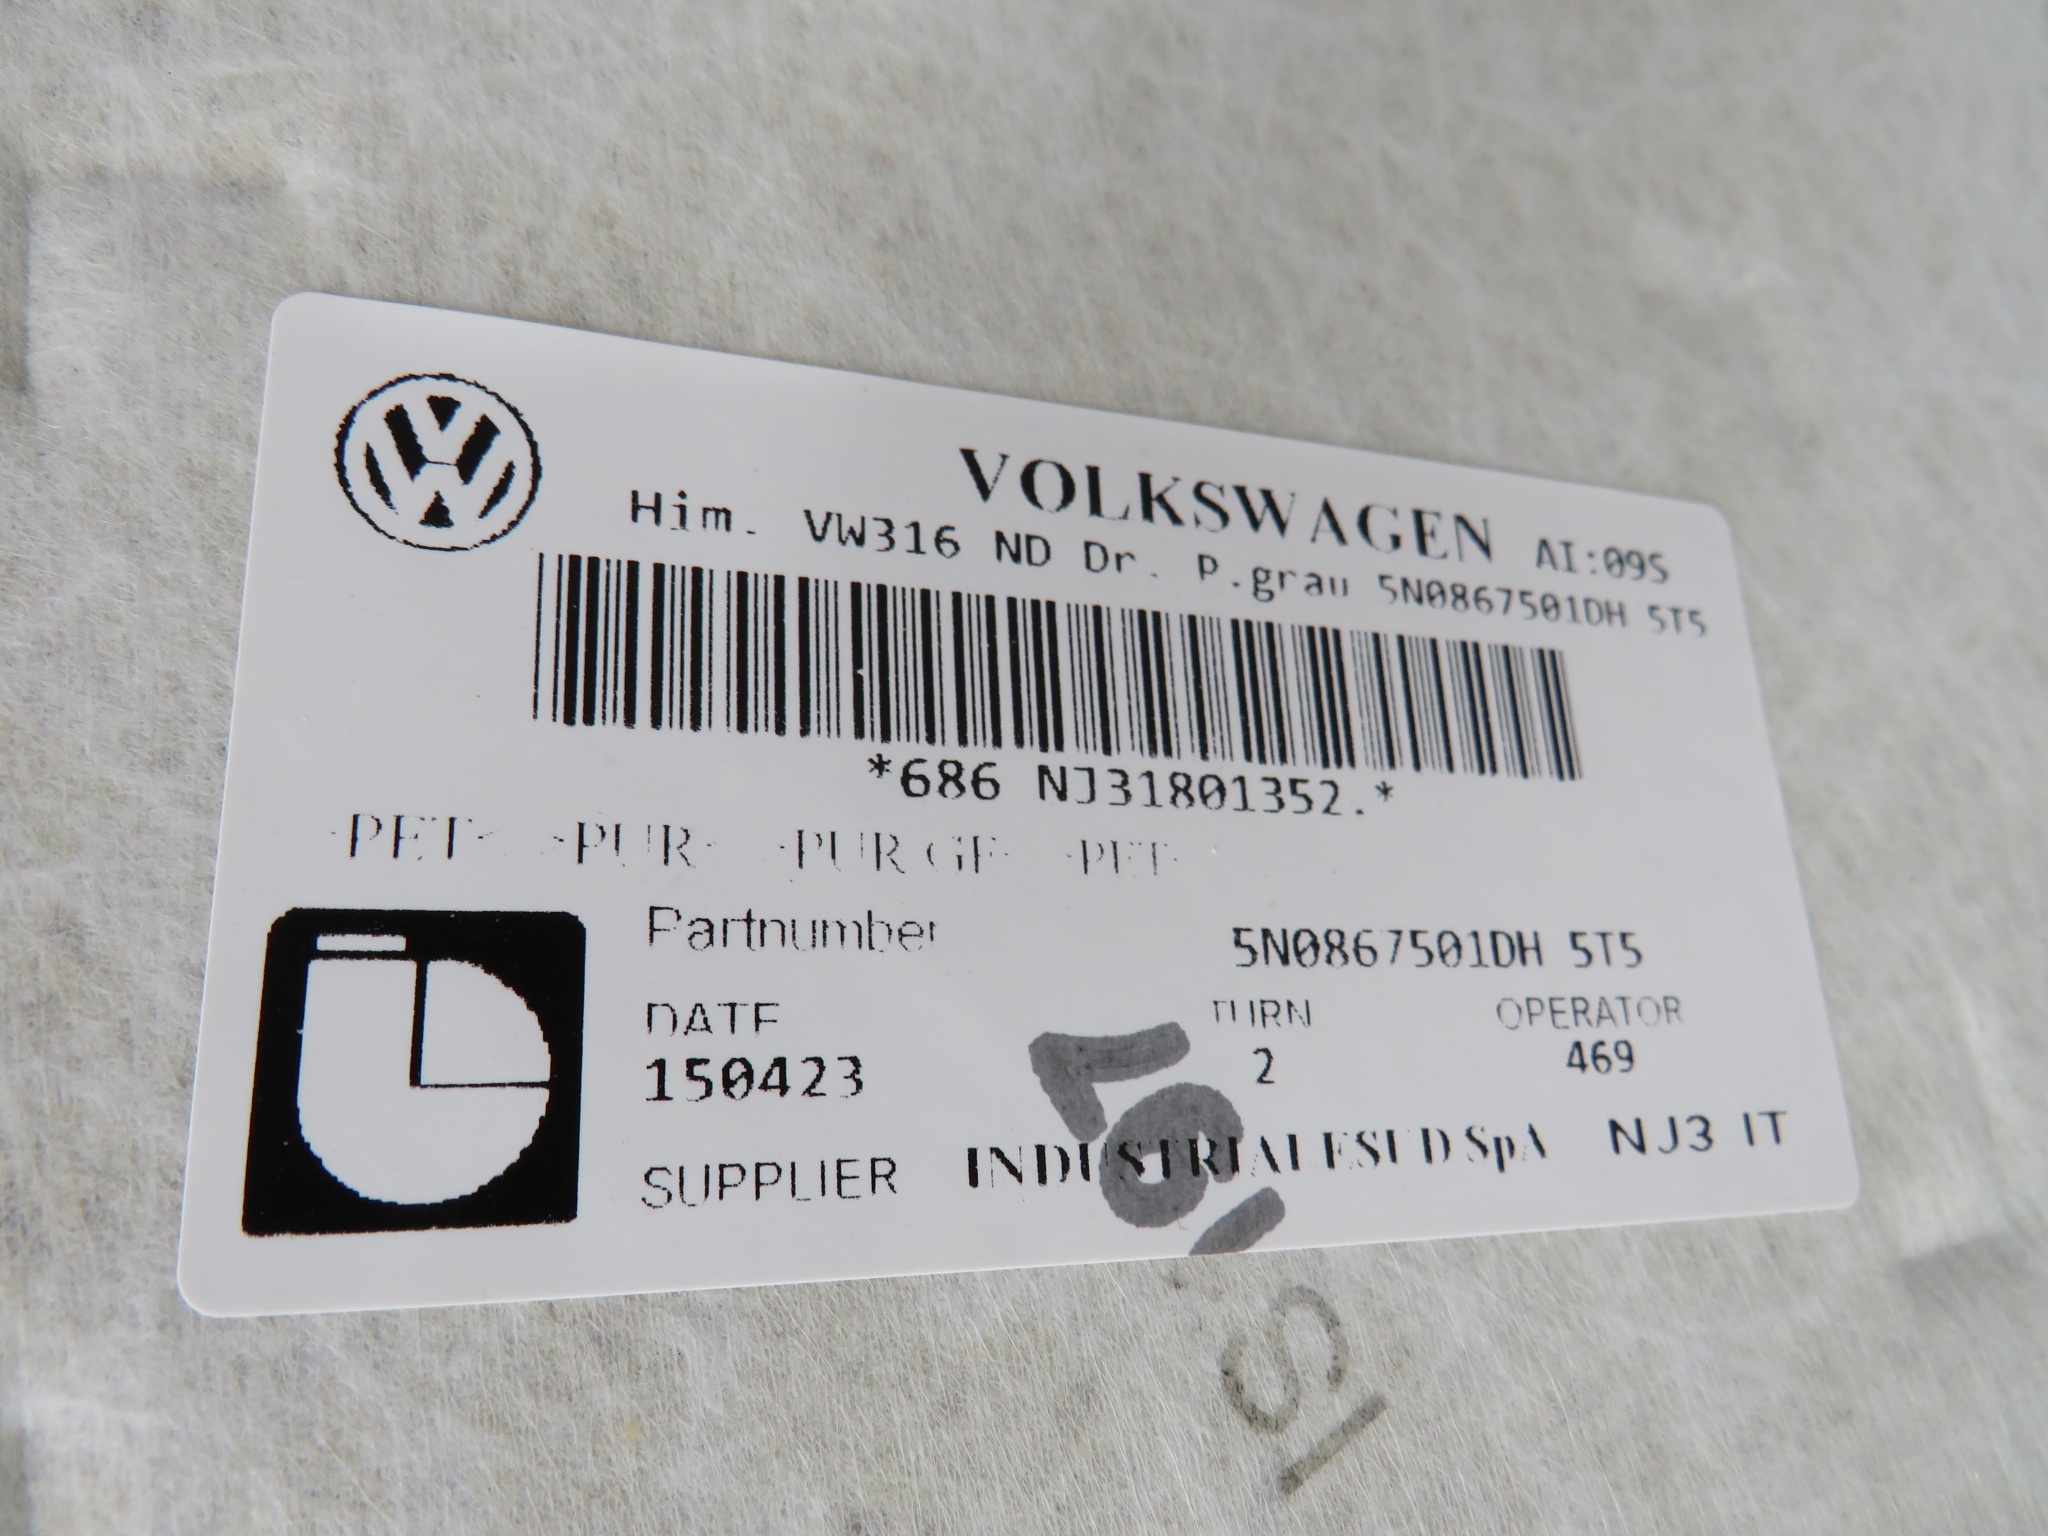 VOLKSWAGEN AI:09S
Him. VW316 ND Dr. P.grau 5N0867501DH 5T5
*686 NJ31801352.*
>PET< >PUR< >PUR GF< >PET<
Partnumber 5N0867501DH 5T5
DATE TURN OPERATOR
150423 2 469
SUPPLIER INDUSTRIALESUD SpA NJ3 IT